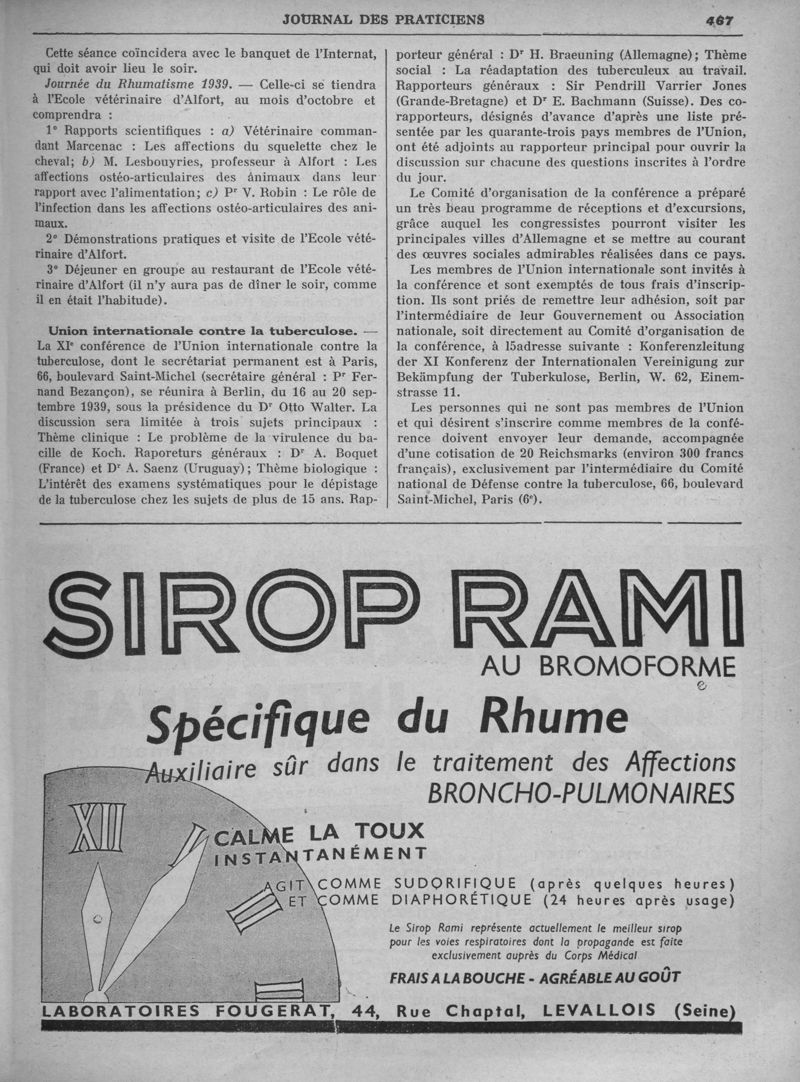 JOURNAL DES PRATICIENS
467
Cette séance coïncidera avec le banquet de l'Internat,
qui doit avoir lieu le soir.
Journée du Rhumatisme 1939. — Celle-ci se tiendra
à l'Ecole vétérinaire d'Alfort, au mois d'octobre et
comprendra :
1° Rapports scientifiques : a) Vétérinaire comman-
dant Marcenac : Les affections du squelette chez le
cheval; b) M. Lesbouyries, professeur à Alfort : Les
affections ostéo-articulaires des animaux dans leur
rapport avec l'alimentation; c) Pr V. Robin : Le rôle de
l'infection dans les affections ostéo-articulaires des ani-
maux.
2° Démonstrations pratiques et visite de l'Ecole vété-
rinaire d'Alfort.
3° Déjeuner en groupe au restaurant de l'Ecole vété-
rinaire d'Alfort (il n'y aura pas de dîner le soir, comme
il en était l'habitude).
Union internationale contre la tuberculose. —
La XIe conférence de l'Union internationale contre la
tuberculose, dont le secrétariat permanent est à Paris,
66, boulevard Saint-Michel (secrétaire général : Pr Fer-
nand Bezançon), se réunira à Berlin, du 16 au 20 sep-
tembre 1939, sous la présidence du Dr Otto Walter. La
discussion sera limitée à trois sujets principaux :
Thème clinique : Le problème de la virulence du ba-
cille de Koch. Raporeturs généraux : Dr A. Boquet
(France) et Dr A. Saenz (Uruguay); Thème biologique :
L'intérêt des examens systématiques pour le dépistage
de la tuberculose chez les sujets de plus de 15 ans. Rap-
porteur général : Dr H. Braeuning (Allemagne); Thème
social : La réadaptation des tuberculeux au travail.
Rapporteurs généraux : Sir Pendrill Varrier Jones
(Grande-Bretagne) et Dr E. Bachmann (Suisse). Des co-
rapporteurs, désignés d'avance d'après une liste pré-
sentée par les quarante-trois pays membres de l'Union,
ont été adjoints au rapporteur principal pour ouvrir la
discussion sur chacune des questions inscrites à l'ordre
du jour.
Le Comité d'organisation de la conférence a préparé
un très beau programme de réceptions et d'excursions,
grâce auquel les congressistes pourront visiter les
principales villes d'Allemagne et se mettre au courant
des œuvres sociales admirables réalisées dans ce pays.
Les membres de l'Union internationale sont invités à
la conférence et sont exemptés de tous frais d'inscrip-
tion. Ils sont priés de remettre leur adhésion, soit par
l'intermédiaire de leur Gouvernement ou Association
nationale, soit directement au Comité d'organisation de
la conférence, à l5adresse suivante : Konferenzleitung
der XI Konferenz der Internationalen Vereinigung zur
Bekämpfung der Tuberkulose, Berlin, W. 62, Einem-
strasse 11.
Les personnes qui ne sont pas membres de l'Union
et qui désirent s'inscrire comme membres de la confé-
rence doivent envoyer leur demande, accompagnée
d'une cotisation de 20 Reichsmarks (environ 300 francs
français), exclusivement par l'intermédiaire du Comité
national de Défense contre la tuberculose, 66, boulevard
Saint-Michel, Paris (6e).
SIROP RAMI
AU BROMOFORME
Spécifique du Rhume
Auxiliaire sûr dans le traitement des Affections
BRONCHO-PULMONAIRES
XII
CALME LA TOUX
INSTANTANÉMENT
AGIT COMME SUDORIFIQUE (après quelques heures)
ET COMME DIAPHORÉTIQUE (24 heures après usage)
Le Sirop Rami représente actuellement le meilleur sirop
pour les voies respiratoires dont la propagande est faite
exclusivement auprès du Corps Médical
FRAIS A LA BOUCHE - AGRÉABLE AU GOÛT
LABORATOIRES FOUGERAT, 44, Rue Chaptal, LEVALLOIS (Seine)